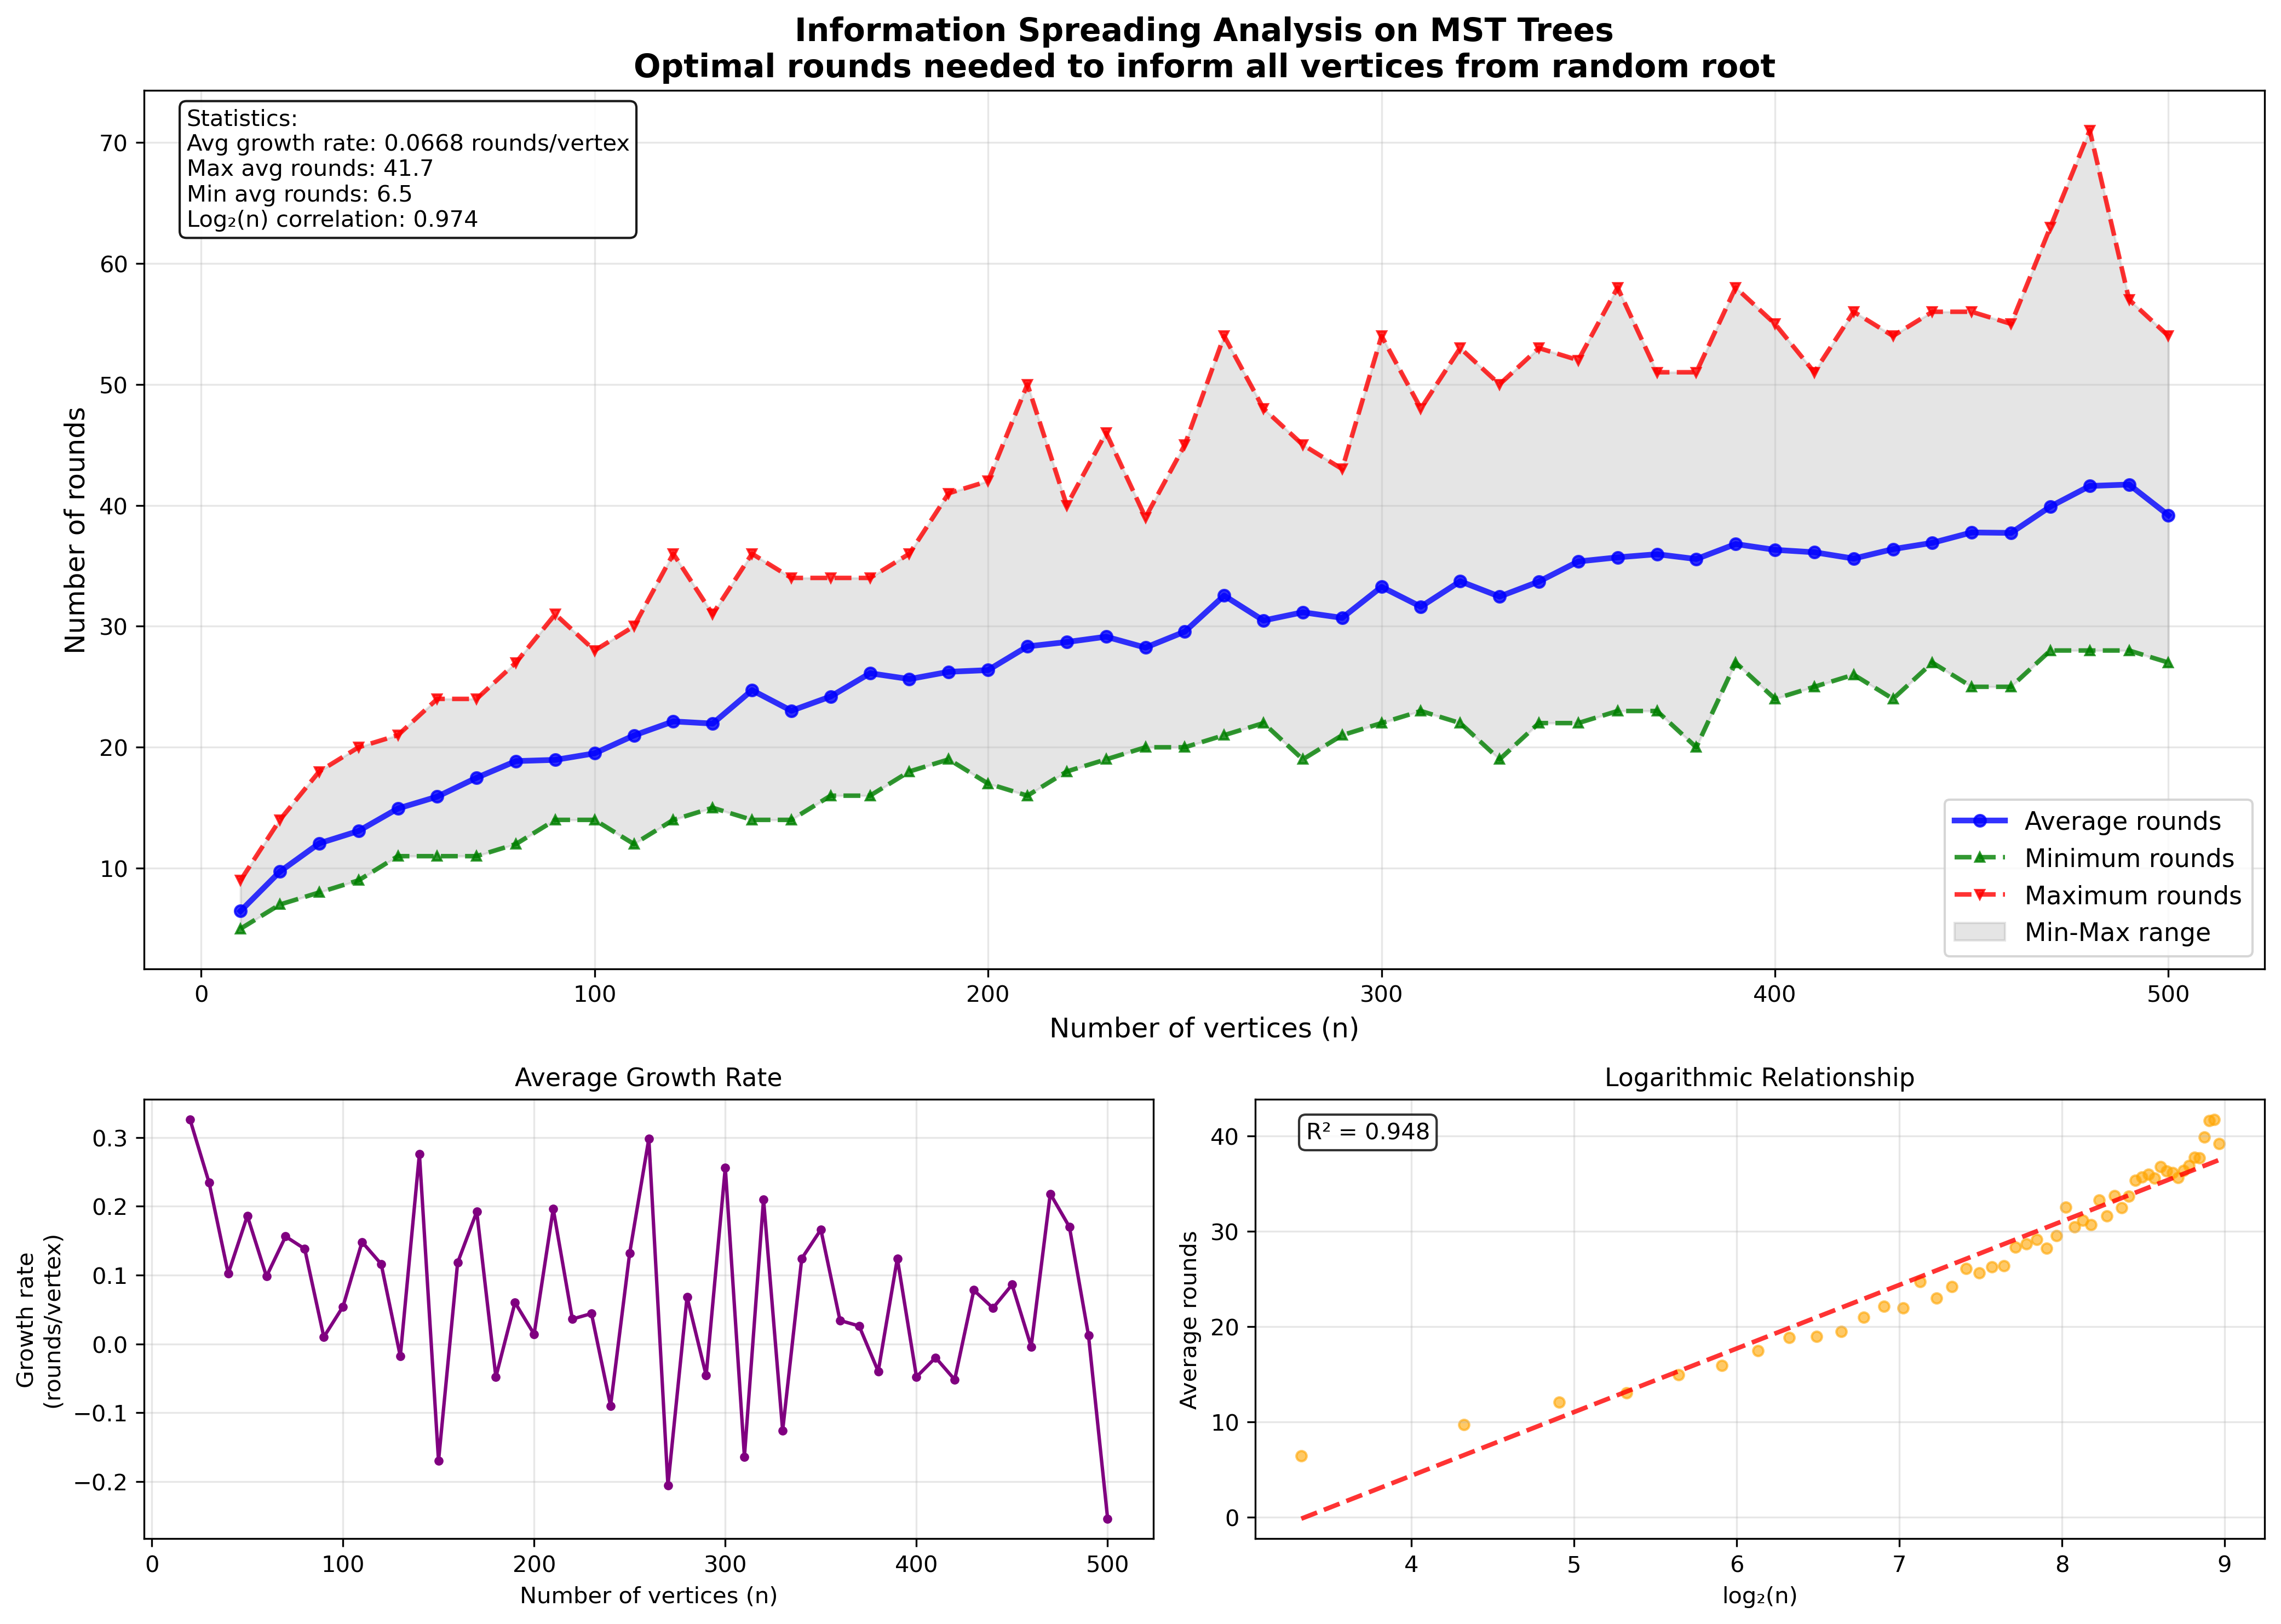 Information Spreading Analysis on MST Trees
Optimal rounds needed to inform all vertices from random root
Statistics:
Avg growth rate: 0.0668 rounds/vertex
Max avg rounds: 41.7
Min avg rounds: 6.5
Log₂(n) correlation: 0.974
Number of rounds
70
60
50
40
30
20
10
Average rounds
Minimum rounds
Maximum rounds
Min-Max range
0 100 200 300 400 500
Number of vertices (n)
Average Growth Rate
Growth rate
(rounds/vertex)
0.3
0.2
0.1
0.0
−0.1
−0.2
0 100 200 300 400 500
Number of vertices (n)
Logarithmic Relationship
R² = 0.948
Average rounds
40
30
20
10
0
4 5 6 7 8 9
log₂(n)